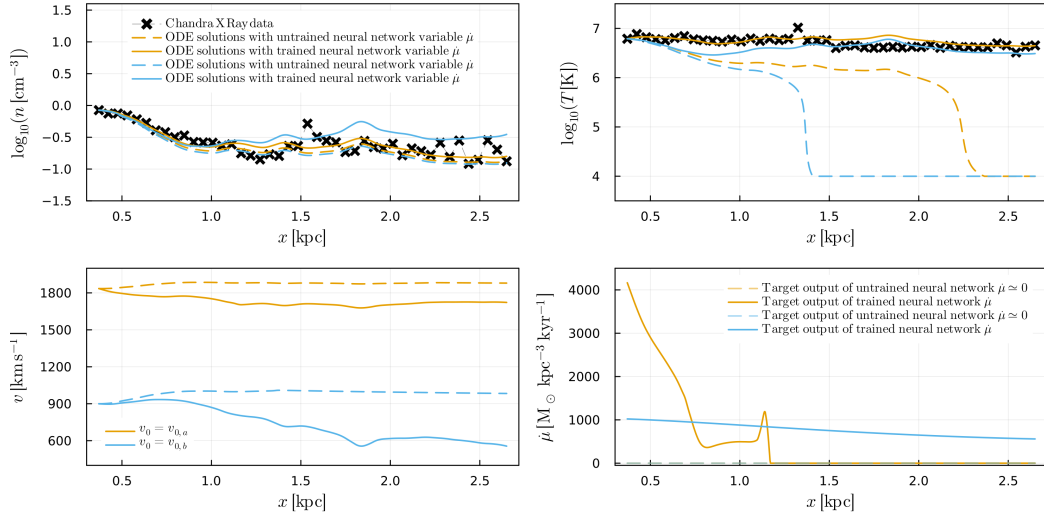 log₁₀(n [cm⁻³])
1.5
1.0
0.5
0.0
−0.5
−1.0
−1.5
Chandra X Ray data
ODE solutions with untrained neural network variable μ̇
ODE solutions with trained neural network variable μ̇
ODE solutions with untrained neural network variable μ̇
ODE solutions with trained neural network variable μ̇
0.5 1.0 1.5 2.0 2.5
x [kpc]
log₁₀(T [K])
7
6
5
4
0.5 1.0 1.5 2.0 2.5
x [kpc]
v [km s⁻¹]
1800
1500
1200
900
600
v₀ = v₀,ₐ
v₀ = v₀,b
0.5 1.0 1.5 2.0 2.5
x [kpc]
μ̇ [M⊙ kpc⁻³ kyr⁻¹]
4000
3000
2000
1000
0
Target output of untrained neural network μ̇ ≃ 0
Target output of trained neural network μ̇
Target output of untrained neural network μ̇ ≃ 0
Target output of trained neural network μ̇
0.5 1.0 1.5 2.0 2.5
x [kpc]